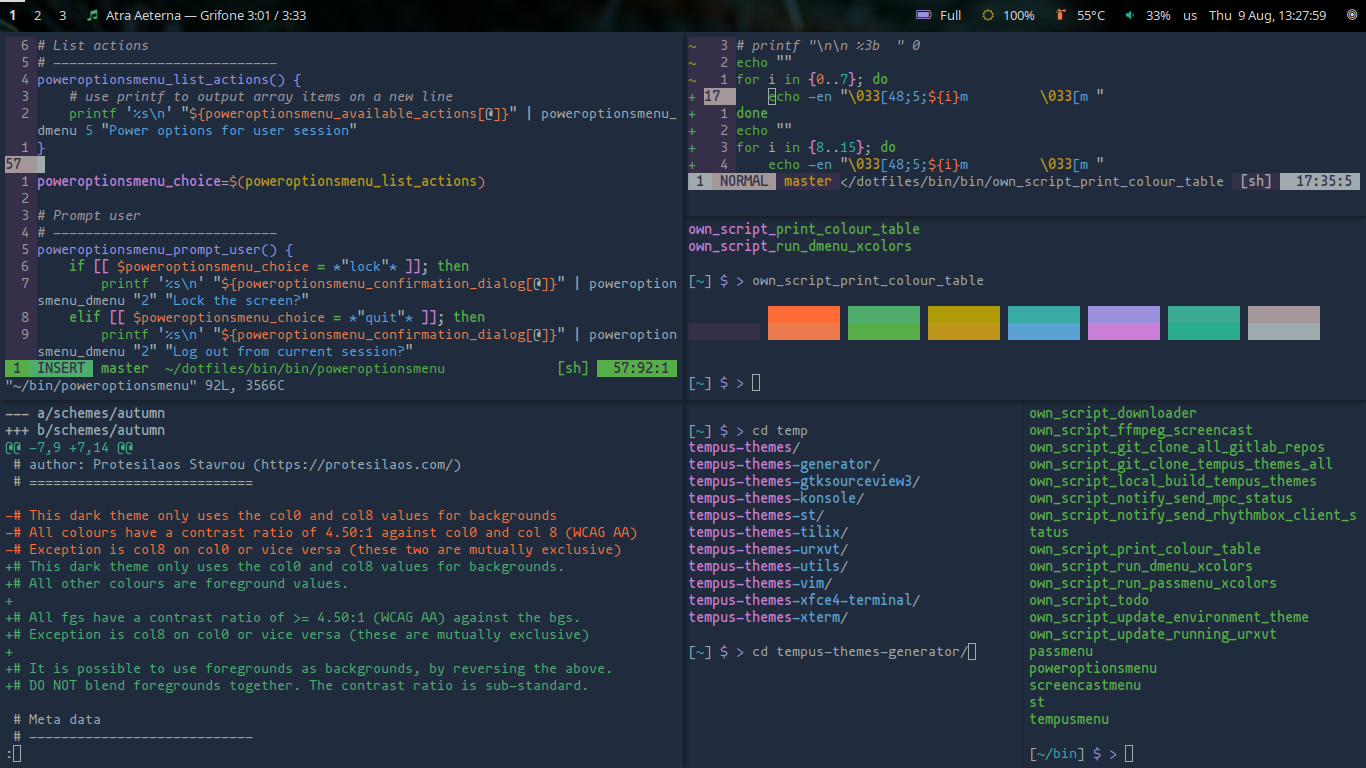 1 2 3 Atra Aeterna — Grifone 3:01 / 3:33 Full 100% 55°C 33% us Thu 9 Aug, 13:27:59
6 # List actions
5 # ----------------------------
4 poweroptionsmenu_list_actions() {
3 # use printf to output array items on a new line
2 printf '%s\n' "${poweroptionsmenu_available_actions[@]}" | poweroptionsmenu_
dmenu 5 "Power options for user session"
1 }
57
1 poweroptionsmenu_choice=$(poweroptionsmenu_list_actions)
2
3 # Prompt user
4 # ----------------------------
5 poweroptionsmenu_prompt_user() {
6 if [[ $poweroptionsmenu_choice = *"lock"* ]]; then
7 printf '%s\n' "${poweroptionsmenu_confirmation_dialog[@]}" | poweroption
smenu_dmenu "2" "Lock the screen?"
8 elif [[ $poweroptionsmenu_choice = *"quit"* ]]; then
9 printf '%s\n' "${poweroptionsmenu_confirmation_dialog[@]}" | poweroption
smenu_dmenu "2" "Log out from current session?"
1 INSERT master ~/dotfiles/bin/bin/poweroptionsmenu [sh] 57:92:1
"~/bin/poweroptionsmenu" 92L, 3566C
~ 3 # printf "\n\n %3b " 0
~ 2 echo ""
~ 1 for i in {0..7}; do
+ 17 echo -en "\033[48;5;${i}m \033[m "
+ 1 done
+ 2 echo ""
+ 3 for i in {8..15}; do
+ 4 echo -en "\033[48;5;${i}m \033[m "
1 NORMAL master </dotfiles/bin/bin/own_script_print_colour_table [sh] 17:35:5
own_script_print_colour_table
own_script_run_dmenu_xcolors
[~] $ > own_script_print_colour_table
[~] $ >
--- a/schemes/autumn
+++ b/schemes/autumn
@@ -7,9 +7,14 @@
# author: Protesilaos Stavrou (https://protesilaos.com/)
# ============================
-# This dark theme only uses the col0 and col8 values for backgrounds
-# All colours have a contrast ratio of 4.50:1 against col0 and col 8 (WCAG AA)
-# Exception is col8 on col0 or vice versa (these two are mutually exclusive)
+# This dark theme only uses the col0 and col8 values for backgrounds.
+# All other colours are foreground values.
+
+# All fgs have a contrast ratio of >= 4.50:1 (WCAG AA) against the bgs.
+# Exception is col8 on col0 or vice versa (these are mutually exclusive)
+
+# It is possible to use foregrounds as backgrounds, by reversing the above.
+# DO NOT blend foregrounds together. The contrast ratio is sub-standard.
# Meta data
# ----------------------------
:
[~] $ > cd temp
tempus-themes/
tempus-themes-generator/
tempus-themes-gtksourceview3/
tempus-themes-konsole/
tempus-themes-st/
tempus-themes-tilix/
tempus-themes-urxvt/
tempus-themes-utils/
tempus-themes-vim/
tempus-themes-xfce4-terminal/
tempus-themes-xterm/
[~] $ > cd tempus-themes-generator/
own_script_downloader
own_script_ffmpeg_screencast
own_script_git_clone_all_gitlab_repos
own_script_git_clone_tempus_themes_all
own_script_local_build_tempus_themes
own_script_notify_send_mpc_status
own_script_notify_send_rhythmbox_client_s
tatus
own_script_print_colour_table
own_script_run_dmenu_xcolors
own_script_run_passmenu_xcolors
own_script_todo
own_script_update_environment_theme
own_script_update_running_urxvt
passmenu
poweroptionsmenu
screencastmenu
st
tempusmenu
[~/bin] $ >